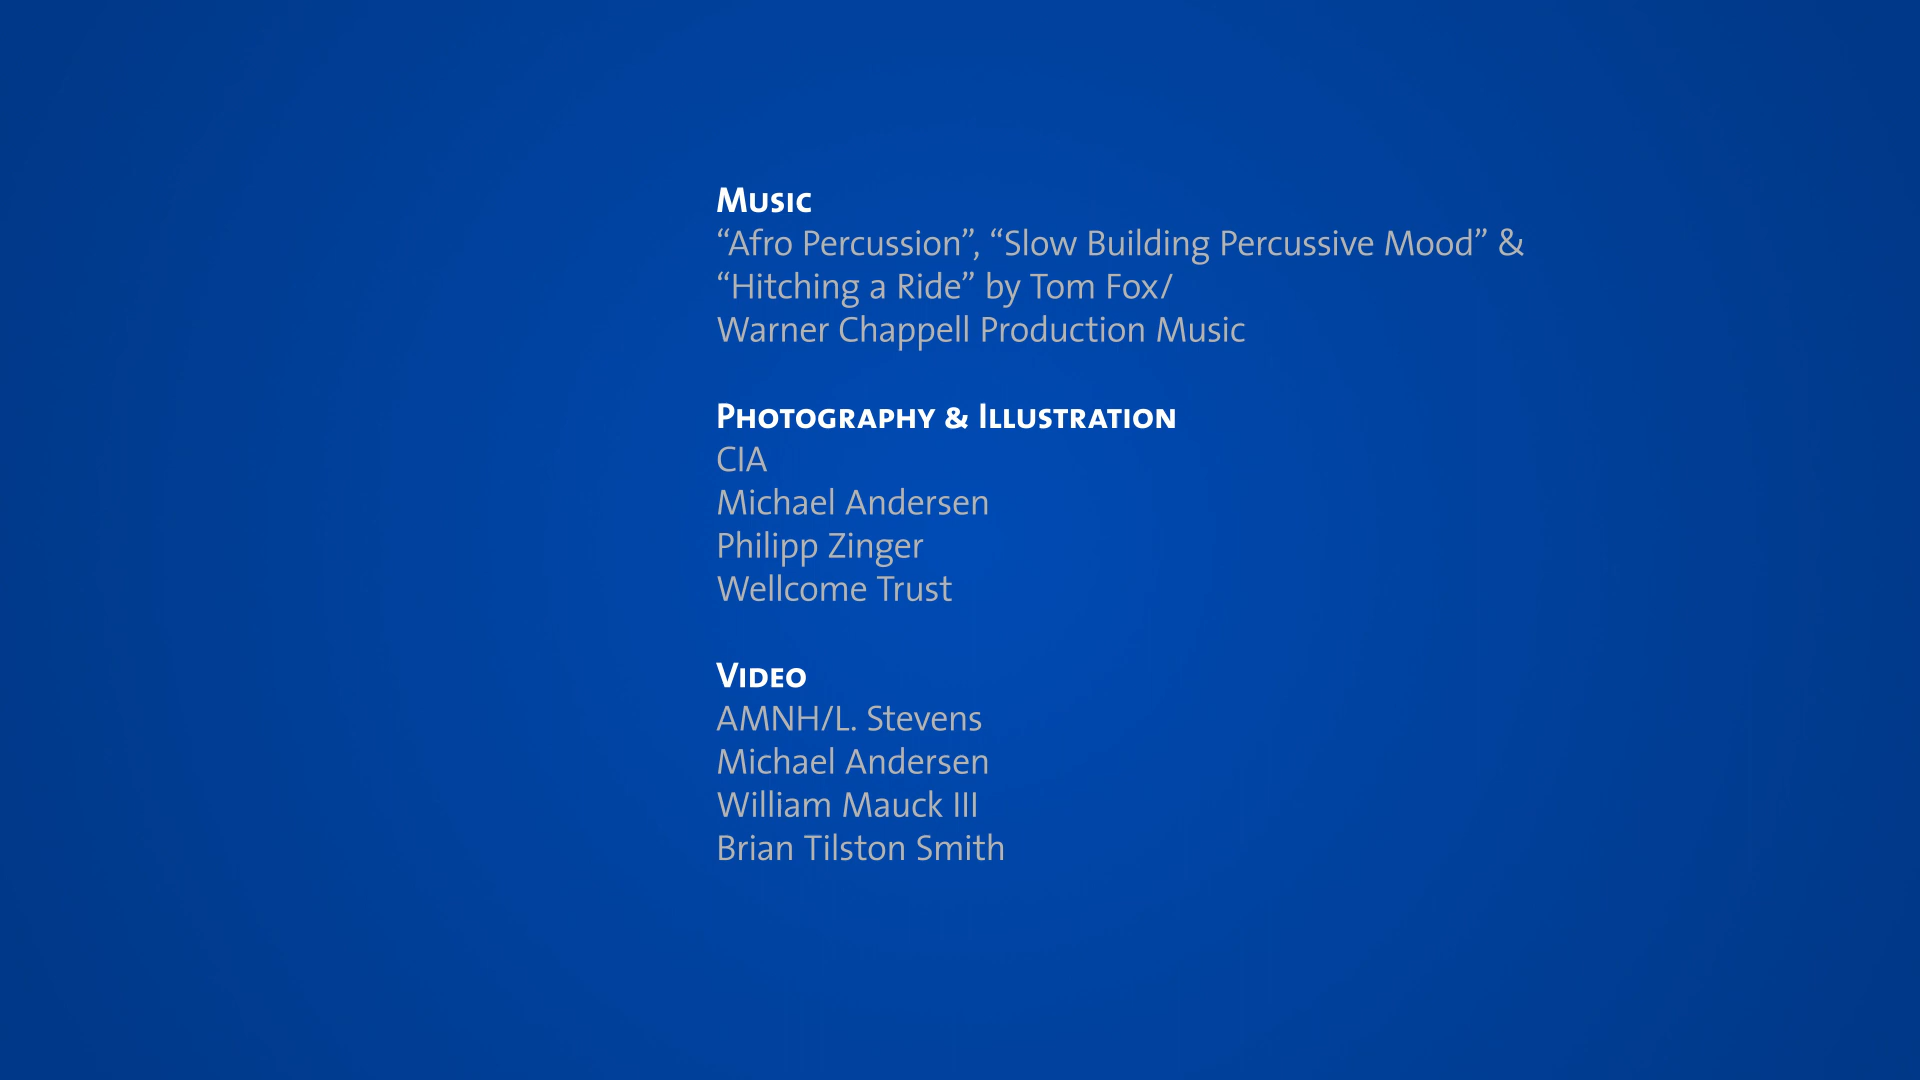 Music
“Afro Percussion”, “Slow Building Percussive Mood” &
“Hitching a Ride” by Tom Fox/
Warner Chappell Production Music
Photography & Illustration
CIA
Michael Andersen
Philipp Zinger
Wellcome Trust
Video
AMNH/L. Stevens
Michael Andersen
William Mauck III
Brian Tilston Smith